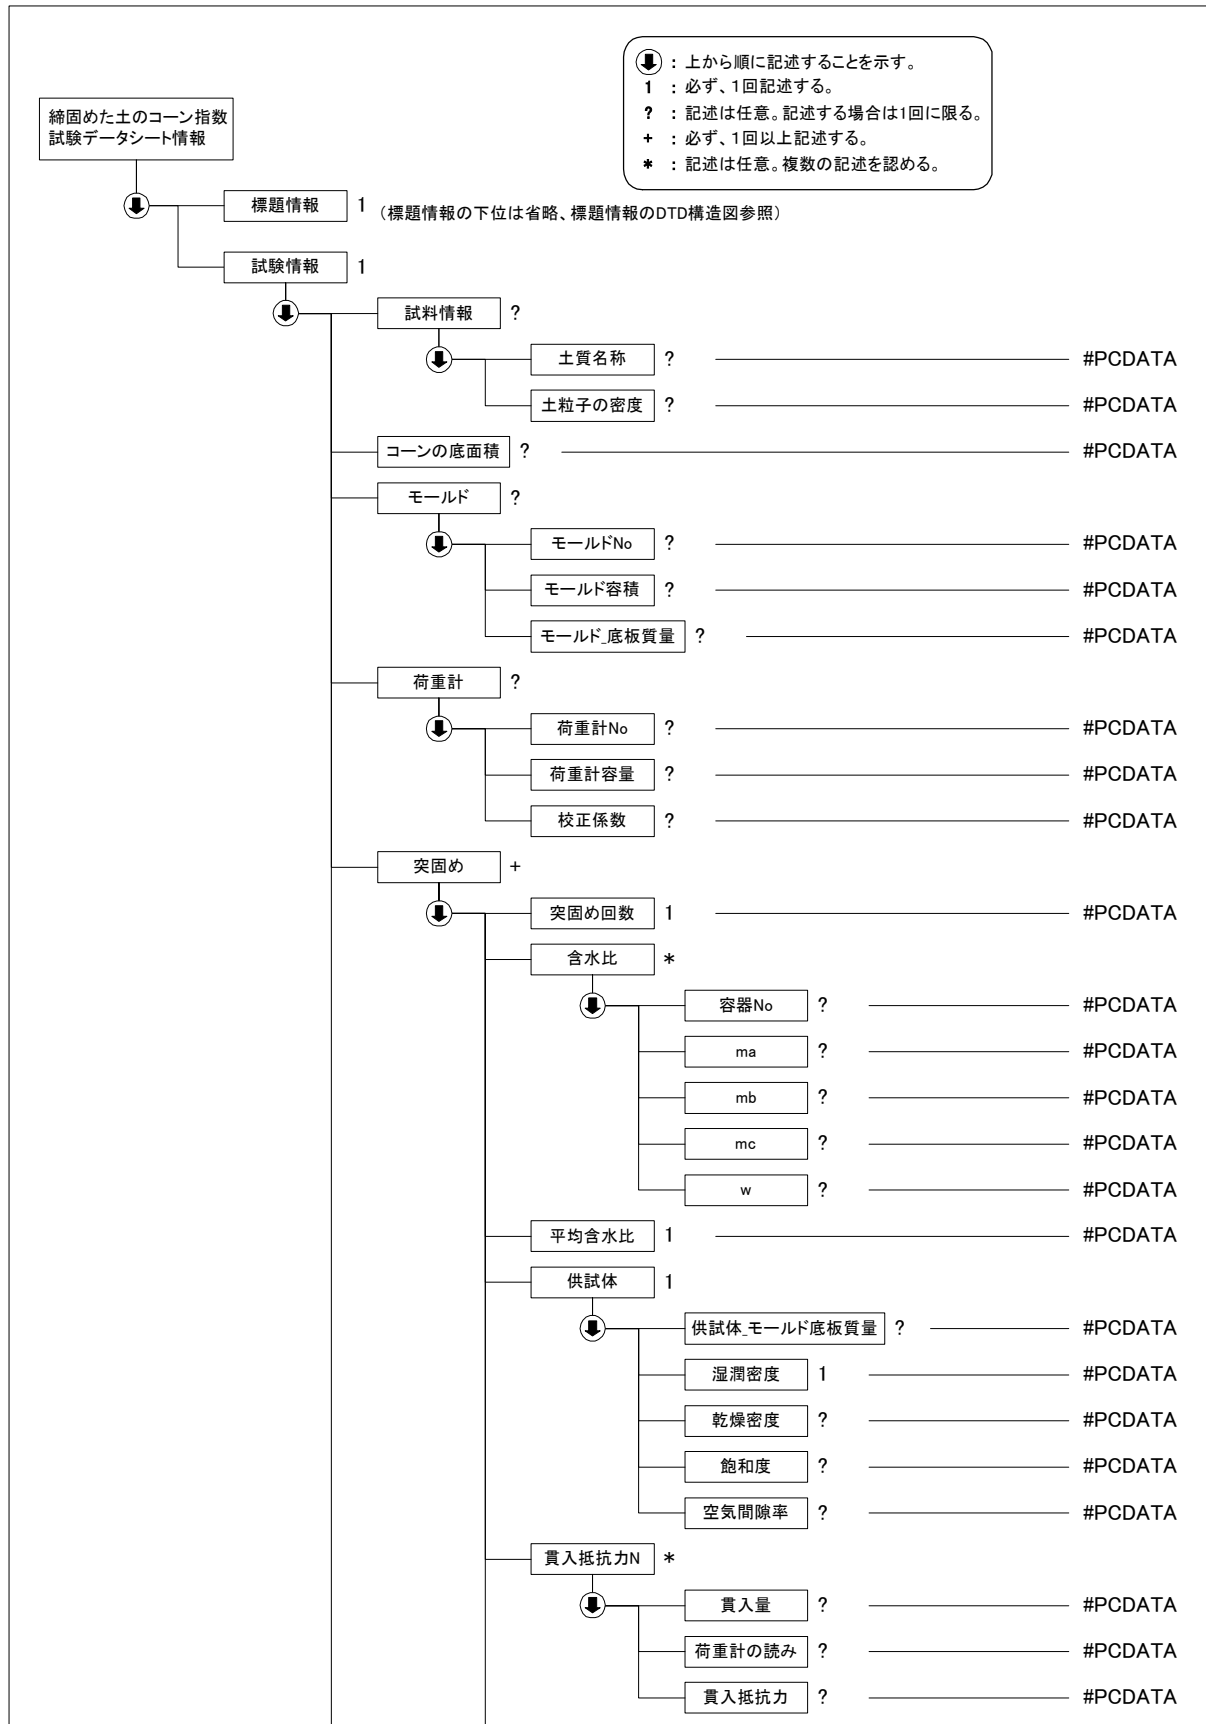 ：上から順に記述することを示す。
1：必ず、1回記述する。
?：記述は任意。記述する場合は1回に限る。
+：必ず、1回以上記述する。
*：記述は任意。複数の記述を認める。
締固めた土のコーン指数
試験データシート情報
標題情報 1 (標題情報の下位は省略、標題情報のDTD構造図参照)
試験情報 1
試料情報 ?
土質名称 ? #PCDATA
土粒子の密度 ? #PCDATA
コーンの底面積 ? #PCDATA
モールド ?
モールドNo ? #PCDATA
モールド容積 ? #PCDATA
モールド_底板質量 ? #PCDATA
荷重計 ?
荷重計No ? #PCDATA
荷重計容量 ? #PCDATA
校正係数 ? #PCDATA
突固め +
突固め回数 1 #PCDATA
含水比 *
容器No ? #PCDATA
ma ? #PCDATA
mb ? #PCDATA
mc ? #PCDATA
w ? #PCDATA
平均含水比 1 #PCDATA
供試体 1
供試体_モールド底板質量 ? #PCDATA
湿潤密度 1 #PCDATA
乾燥密度 ? #PCDATA
飽和度 ? #PCDATA
空気間隙率 ? #PCDATA
貫入抵抗力N *
貫入量 ? #PCDATA
荷重計の読み ? #PCDATA
貫入抵抗力 ? #PCDATA